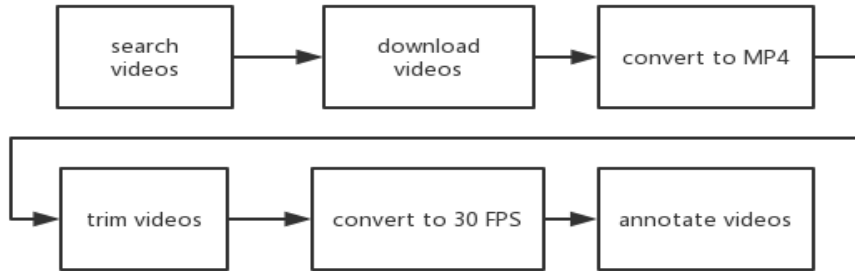 search
videos
download
videos
convert to MP4
trim videos
convert to 30 FPS
annotate videos